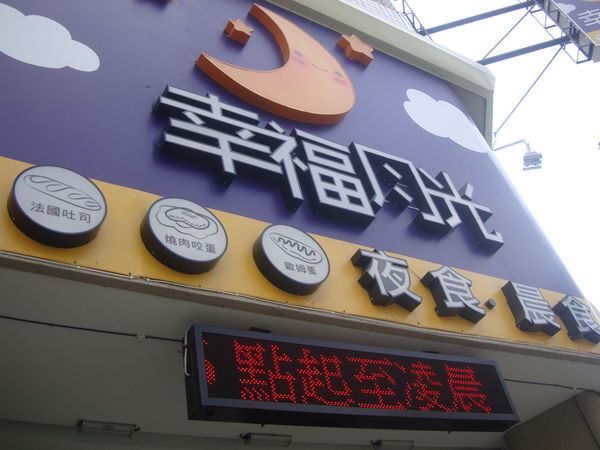 幸福月光
法國吐司
燒肉咬蛋
歐姆蛋
夜食·晨食
點起至淩晨